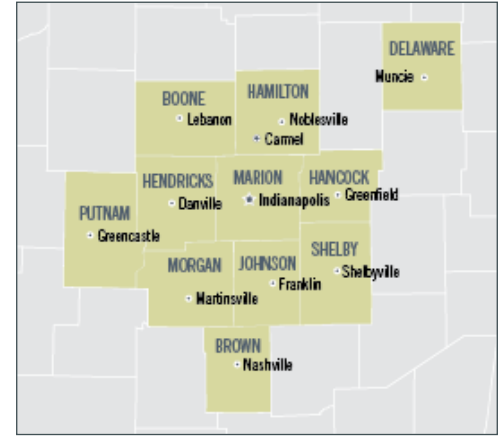 DELAWARE
Muncie
BOONE
HAMILTON
Lebanon
Noblesville
Carmel
HENDRICKS
MARION
HANCOCK
Danville
Indianapolis
Greenfield
PUTNAM
Greencastle
MORGAN
JOHNSON
SHELBY
Martinsville
Franklin
Shelbyville
BROWN
Nashville